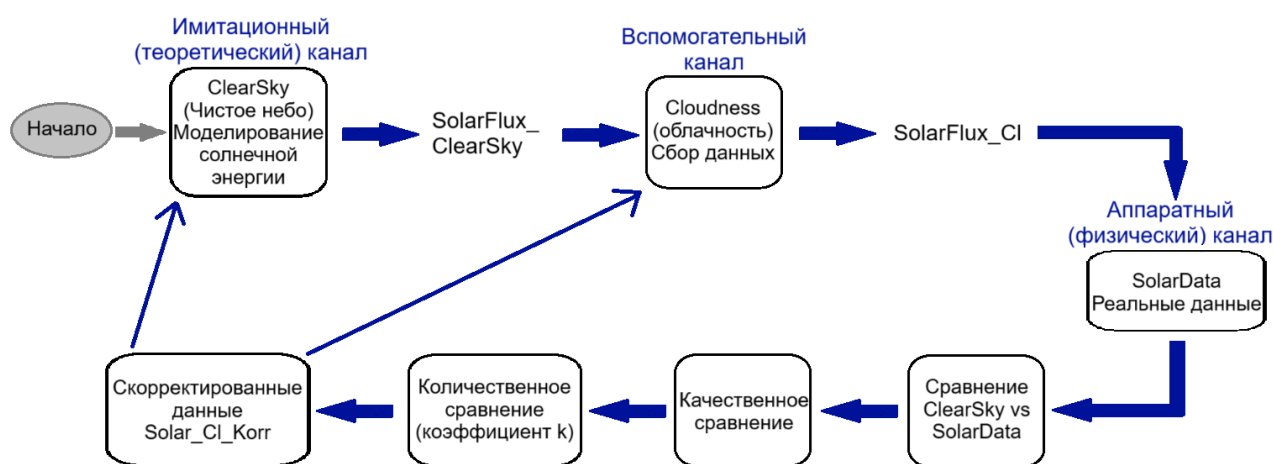 Имитационный
(теоретический) канал
Вспомогательный
канал
Начало
ClearSky
(Чистое небо)
Моделирование
солнечной
энергии
SolarFlux_
ClearSky
Cloudness
(облачность)
Сбор данных
SolarFlux_Cl
Аппаратный
(физический) канал
SolarData
Реальные данные
Скорректированные
данные
Solar_Cl_Korr
Количественное
сравнение
(коэффициент k)
Качественное
сравнение
Сравнение
ClearSky vs
SolarData